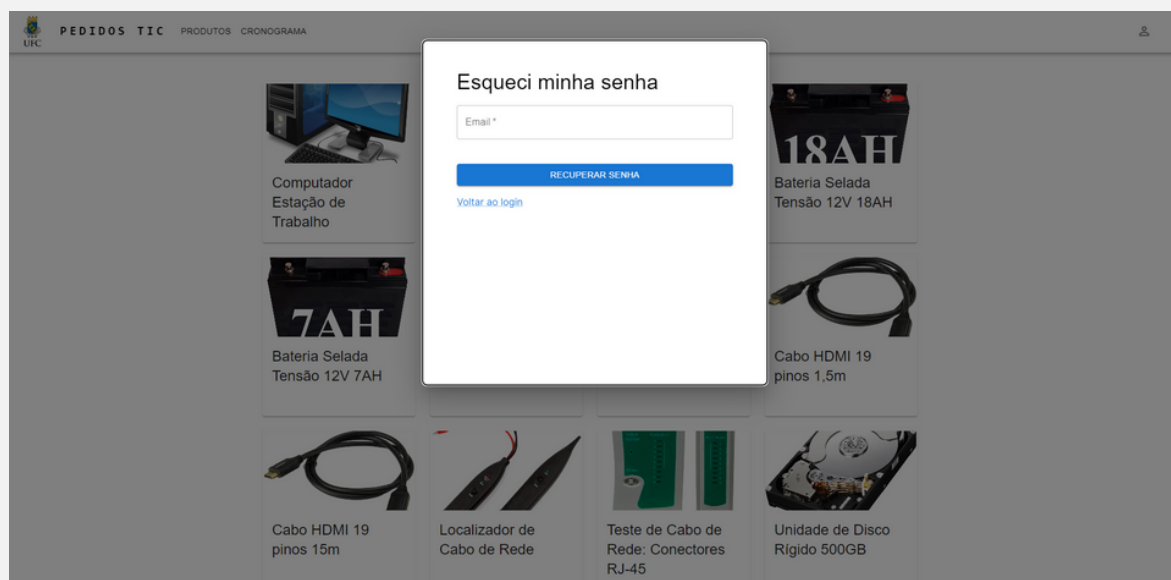 UFC
PEDIDOS TIC PRODUTOS CRONOGRAMA
Esqueci minha senha
Email *
RECUPERAR SENHA
Voltar ao login
Computador
Estação de
Trabalho
18AH
Bateria Selada
Tensão 12V 18AH
7AH
Bateria Selada
Tensão 12V 7AH
Cabo HDMI 19
pinos 1,5m
Cabo HDMI 19
pinos 15m
Localizador de
Cabo de Rede
Teste de Cabo de
Rede: Conectores
RJ-45
Unidade de Disco
Rígido 500GB